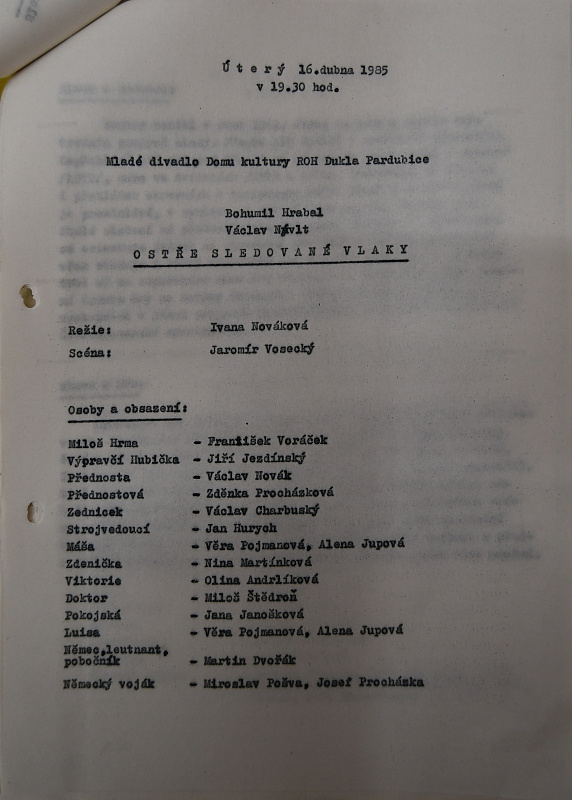 Úterý 16.dubna 1985
v 19.30 hod.
Mladé divadlo Domu kultury ROH Dukla Pardubice
Bohumil Hrabal
Václav Nývlt
OSTŘE SLEDOVANÉ VLAKY
Režie: Ivana Nováková
Scéna: Jaromír Vosecký
Osoby a obsazení:
Miloš Hrma - František Voráček
Výpravčí Hubička - Jiří Jezdínský
Přednosta - Václav Novák
Přednostová - Zděnka Procházková
Zednicek - Václav Charbuský
Strojvedoucí - Jan Hurych
Máša - Věra Pojmanová, Alena Jupová
Zdenička - Nina Martínková
Viktorie - Olina Andrlíková
Doktor - Miloš Štědroň
Pokojská - Jana Janošková
Luisa - Věra Pojmanová, Alena Jupová
Němec,leutnant,
pobočník - Martin Dvořák
Německý voják - Miroslav Pošva, Josef Procházka